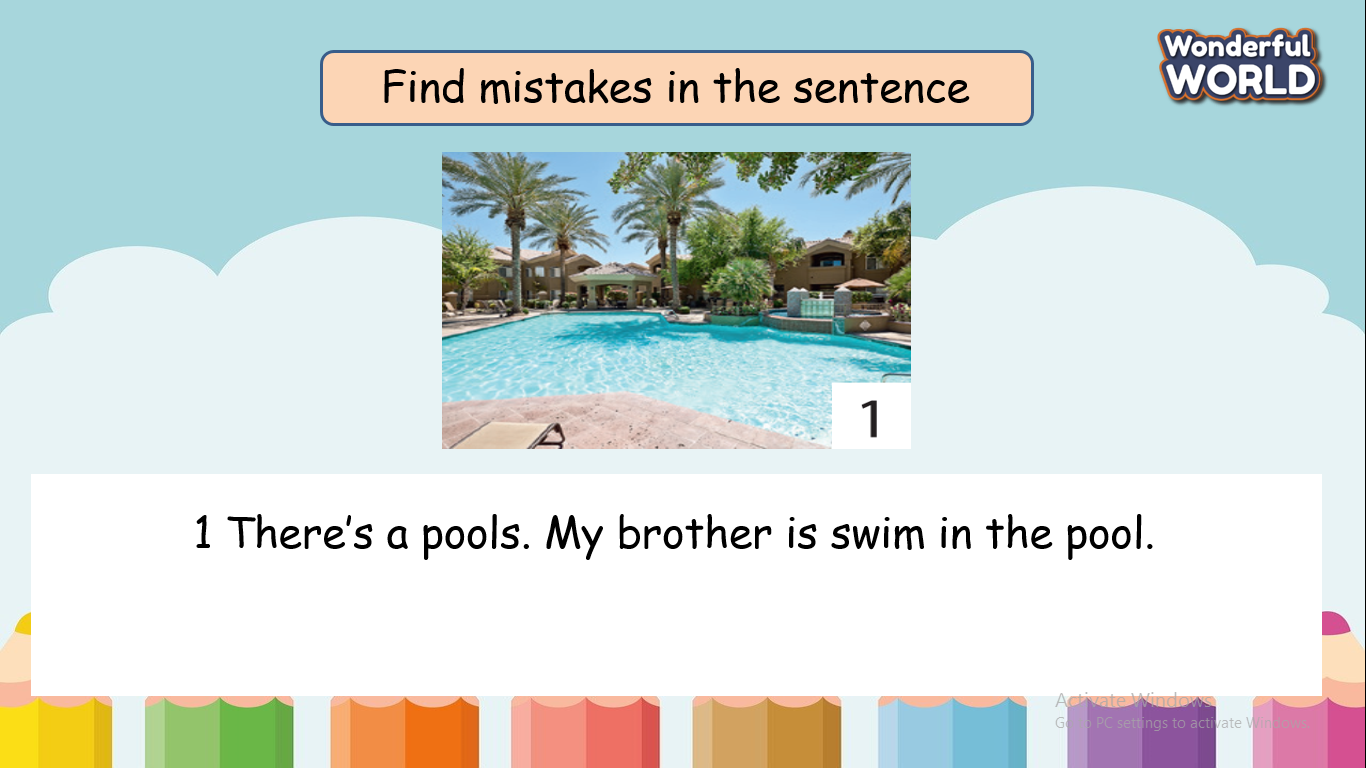 Wonderful
WORLD
Find mistakes in the sentence
1
1 There's a pools. My brother is swim in the pool.
Activate Windows
Go to PC settings to activate Windows.